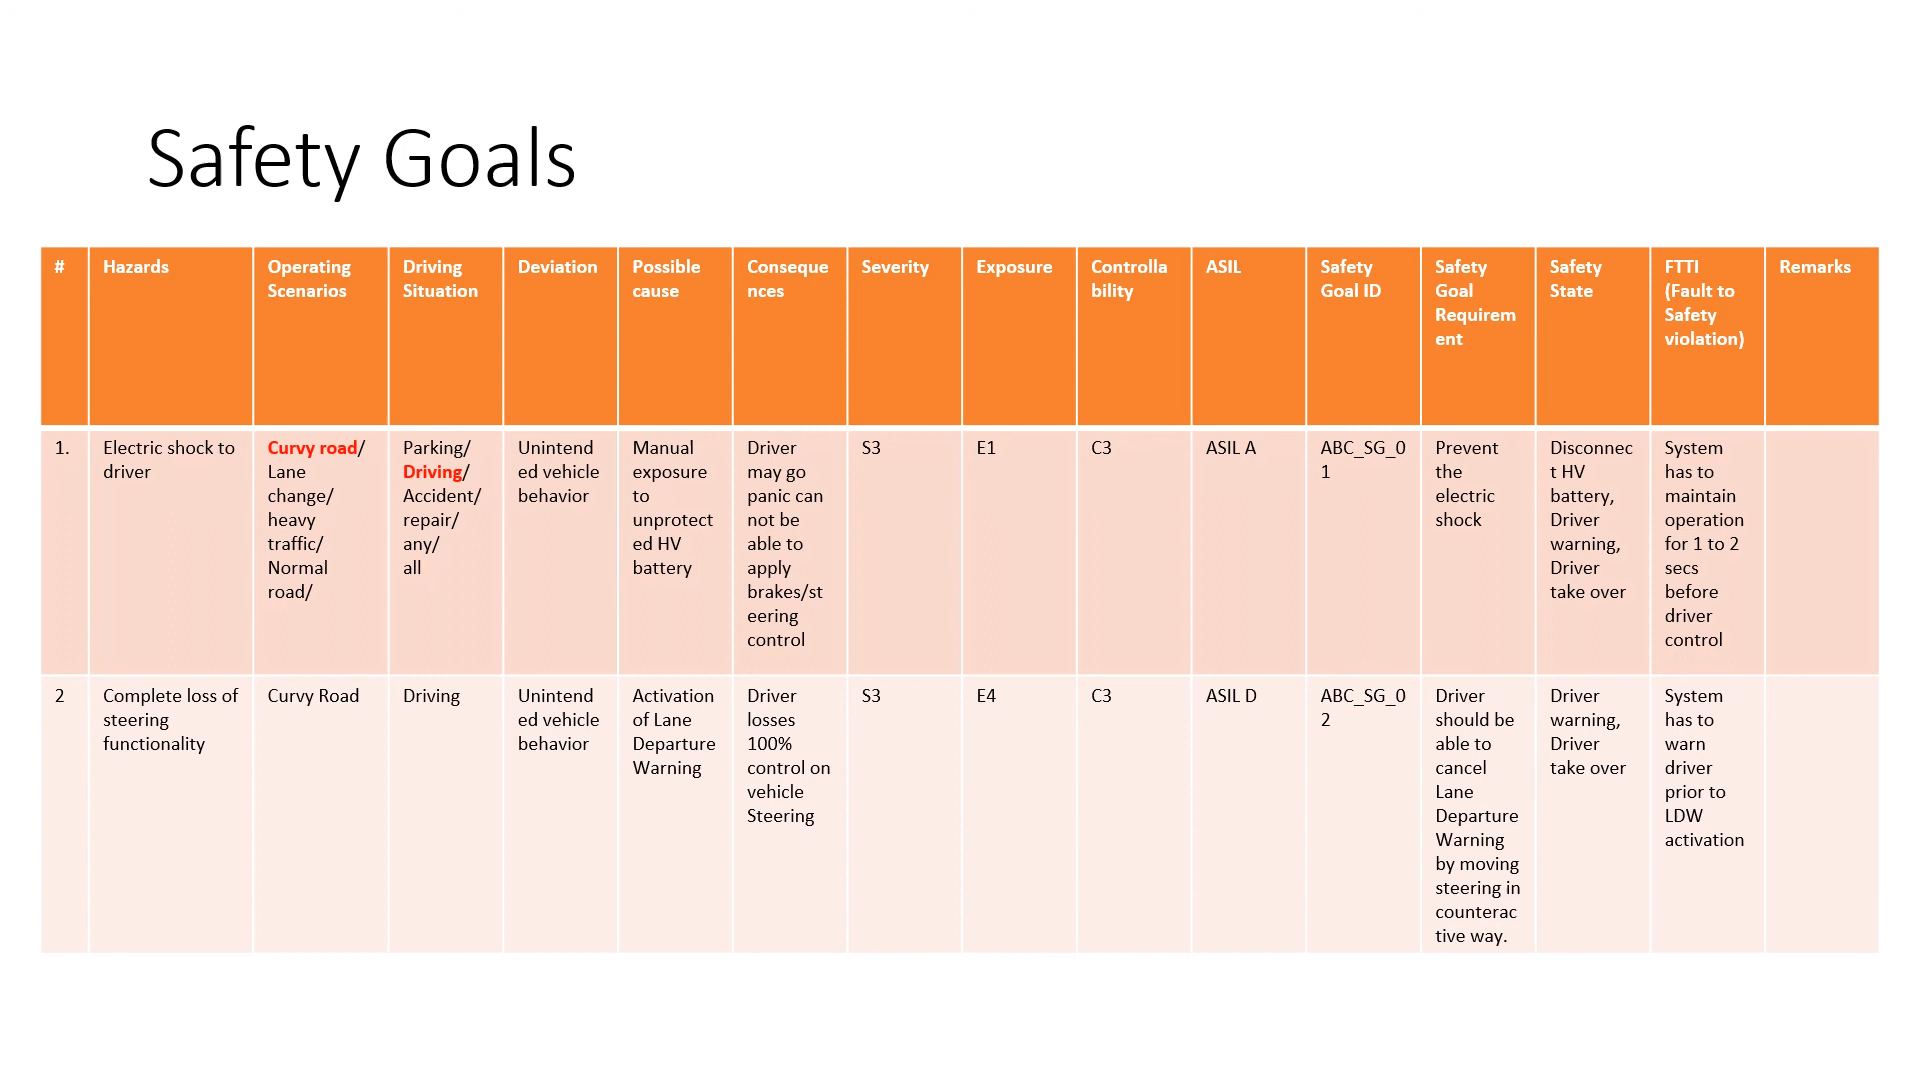 Safety Goals
#
Hazards
Operating
Scenarios
Driving
Situation
Deviation
Possible
cause
Conseque
nces
Severity
Exposure
Controlla
bility
ASIL
Safety
Goal ID
Safety
Goal
Requirem
ent
Safety
State
FTTI
(Fault to
Safety
violation)
Remarks
1.
Electric shock to
driver
Curvy road/
Lane
change/
heavy
traffic/
Normal
road/
Parking/
Driving/
Accident/
repair/
any/
all
Unintend
ed vehicle
behavior
Manual
exposure
to
unprotect
ed HV
battery
Driver
may go
panic can
not be
able to
apply
brakes/st
eering
control
S3
E1
C3
ASIL A
ABC_SG_0
1
Prevent
the
electric
shock
Disconnec
t HV
battery,
Driver
warning,
Driver
take over
System
has to
maintain
operation
for 1 to 2
secs
before
driver
control
2
Complete loss of
steering
functionality
Curvy Road
Driving
Unintend
ed vehicle
behavior
Activation
of Lane
Departure
Warning
Driver
losses
100%
control on
vehicle
Steering
S3
E4
C3
ASIL D
ABC_SG_0
2
Driver
should be
able to
cancel
Lane
Departure
Warning
by moving
steering in
counterac
tive way.
Driver
warning,
Driver
take over
System
has to
warn
driver
prior to
LDW
activation